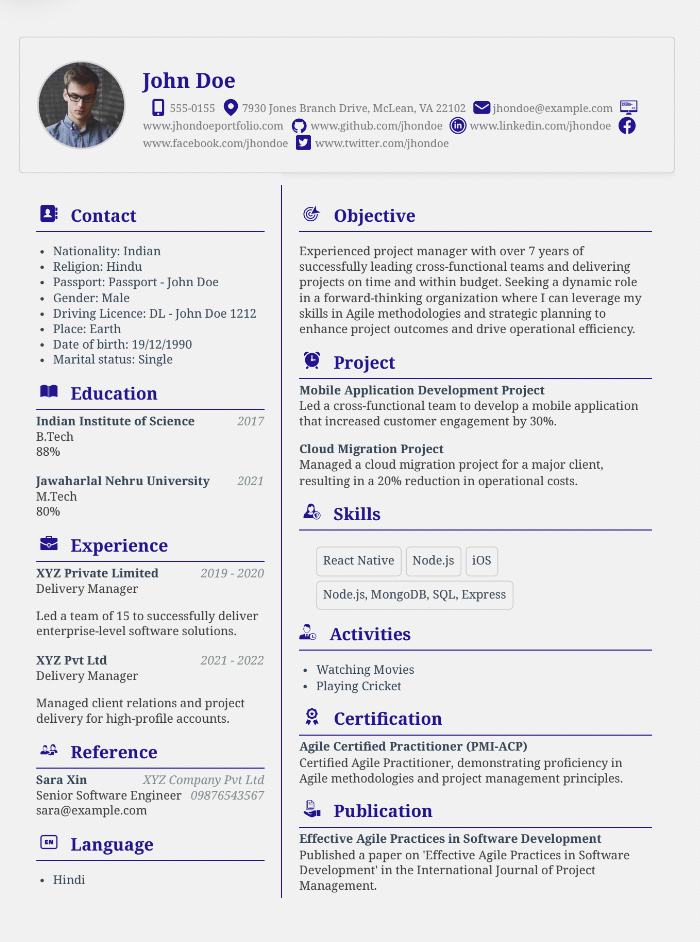 John Doe
555-0155 7930 Jones Branch Drive, McLean, VA 22102 jhondoe@example.com
www.jhondoeportfolio.com www.github.com/jhondoe www.linkedin.com/jhondoe
www.facebook.com/jhondoe www.twitter.com/jhondoe
Contact
• Nationality: Indian
• Religion: Hindu
• Passport: Passport - John Doe
• Gender: Male
• Driving Licence: DL - John Doe 1212
• Place: Earth
• Date of birth: 19/12/1990
• Marital status: Single
Education
Indian Institute of Science 2017
B.Tech
88%
Jawaharlal Nehru University 2021
M.Tech
80%
Experience
XYZ Private Limited 2019 - 2020
Delivery Manager
Led a team of 15 to successfully deliver
enterprise-level software solutions.
XYZ Pvt Ltd 2021 - 2022
Delivery Manager
Managed client relations and project
delivery for high-profile accounts.
Reference
Sara Xin XYZ Company Pvt Ltd
Senior Software Engineer 09876543567
sara@example.com
EN Language
• Hindi
Objective
Experienced project manager with over 7 years of
successfully leading cross-functional teams and delivering
projects on time and within budget. Seeking a dynamic role
in a forward-thinking organization where I can leverage my
skills in Agile methodologies and strategic planning to
enhance project outcomes and drive operational efficiency.
Project
Mobile Application Development Project
Led a cross-functional team to develop a mobile application
that increased customer engagement by 30%.
Cloud Migration Project
Managed a cloud migration project for a major client,
resulting in a 20% reduction in operational costs.
Skills
React Native Node.js iOS
Node.js, MongoDB, SQL, Express
Activities
• Watching Movies
• Playing Cricket
Certification
Agile Certified Practitioner (PMI-ACP)
Certified Agile Practitioner, demonstrating proficiency in
Agile methodologies and project management principles.
Publication
Effective Agile Practices in Software Development
Published a paper on 'Effective Agile Practices in Software
Development' in the International Journal of Project
Management.